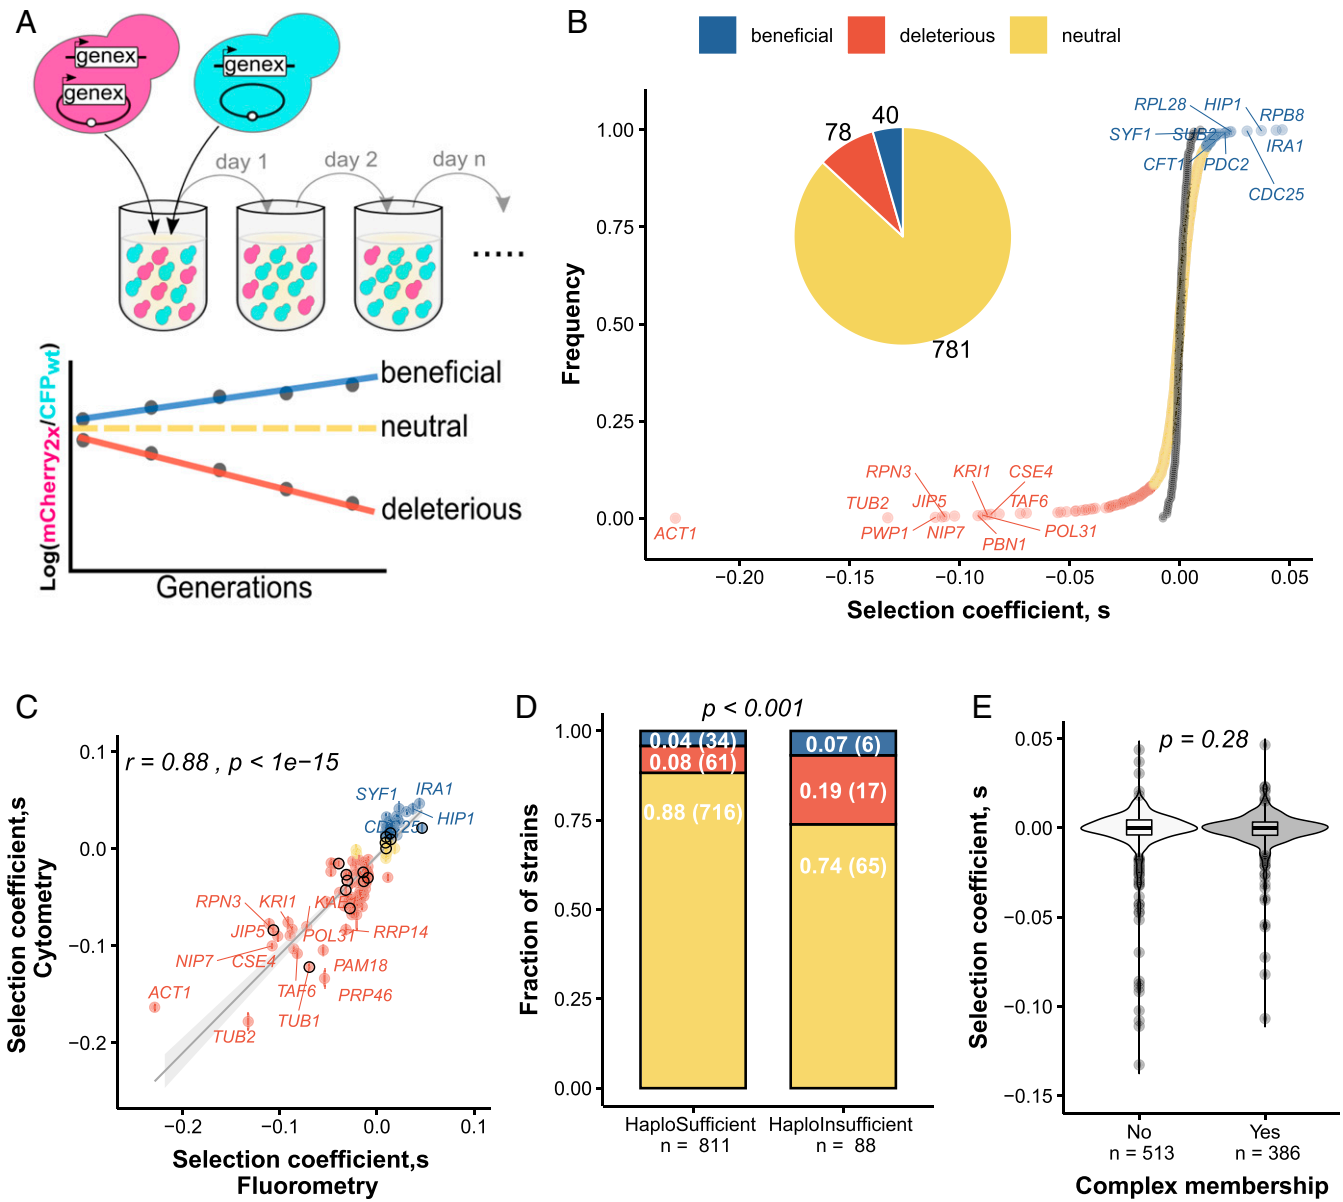 A
genex
genex
genex
day 1
day 2
day n
.....
Log(mCherry2x/CFPwt)
beneficial
neutral
deleterious
Generations
B
beneficial
deleterious
neutral
Frequency
1.00
0.75
0.50
0.25
0.00
78
40
781
RPL28
HIP1
RPB8
SYF1
SUB2
IRA1
CFT1
PDC2
CDC25
RPN3
KRI1
CSE4
TUB2
JIP5
TAF6
ACT1
PWP1
NIP7
PBN1
POL31
−0.20
−0.15
−0.10
−0.05
0.00
0.05
Selection coefficient, s
C
r = 0.88 , p < 1e−15
Selection coefficient,s
Cytometry
0.1
0.0
−0.1
−0.2
SYF1
IRA1
HIP1
CDC25
RPN3
KRI1
JIP5
POL31
RRP14
NIP7
CSE4
PAM18
ACT1
TAF6
PRP46
TUB1
TUB2
−0.2
−0.1
0.0
0.1
Selection coefficient,s
Fluorometry
D
p < 0.001
Fraction of strains
1.00
0.75
0.50
0.25
0.00
0.04 (34)
0.08 (61)
0.88 (716)
0.07 (6)
0.19 (17)
0.74 (65)
HaploSufficient
n = 811
HaploInsufficient
n = 88
E
p = 0.28
Selection coefficient, s
0.05
0.00
−0.05
−0.10
−0.15
No
n = 513
Yes
n = 386
Complex membership